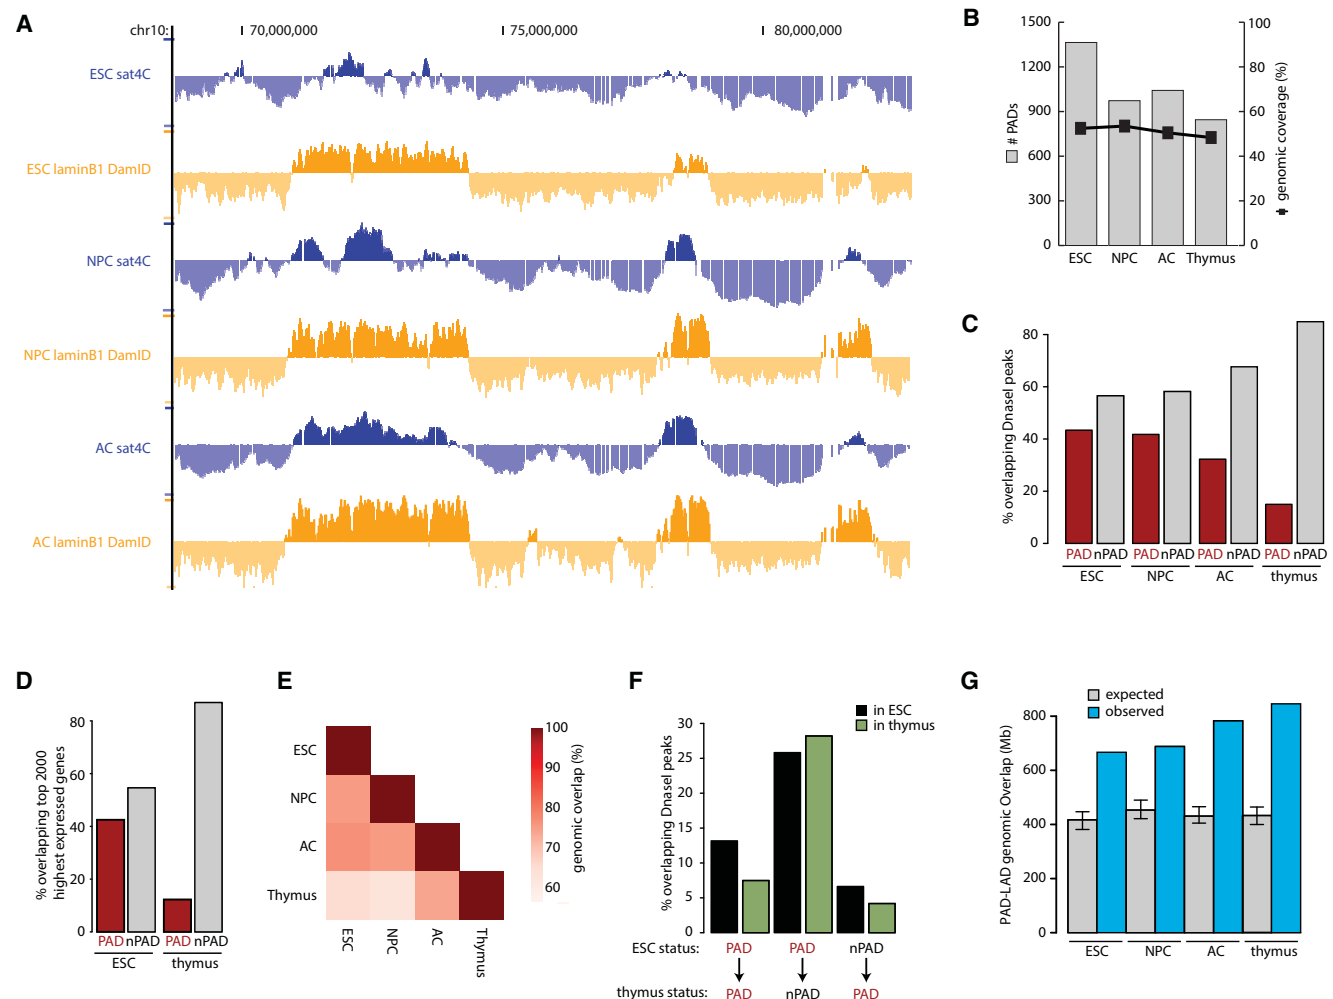 A
chr10:
70,000,000
75,000,000
80,000,000
ESC sat4C
ESC laminB1 DamID
NPC sat4C
NPC laminB1 DamID
AC sat4C
AC laminB1 DamID
B
1500
1200
900
600
300
0
# PADs
100
80
60
40
20
0
genomic coverage (%)
ESC NPC AC Thymus
C
80
60
40
20
0
% overlapping DnaseI peaks
PAD nPAD PAD nPAD PAD nPAD PAD nPAD
ESC NPC AC thymus
D
80
60
40
20
0
% overlapping top 2000
highest expressed genes
PAD nPAD PAD nPAD
ESC thymus
E
ESC
NPC
AC
Thymus
ESC NPC AC Thymus
100
90
80
70
60
genomic overlap (%)
F
in ESC
in thymus
30
25
20
15
10
5
0
% overlapping DnaseI peaks
ESC status: PAD PAD nPAD
thymus status: PAD nPAD PAD
G
expected
observed
800
600
400
200
0
PAD-LAD genomic Overlap (Mb)
ESC NPC AC thymus